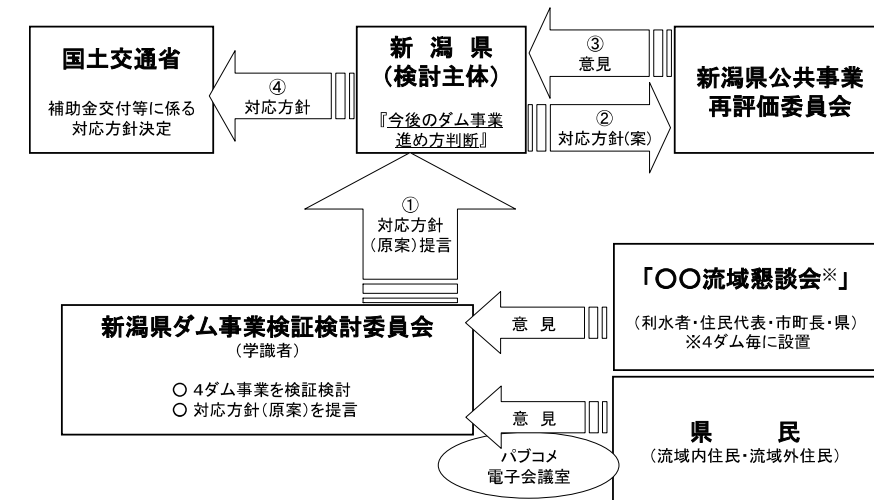 国土交通省
補助金交付等に係る
対応方針決定
④
対応方針
新 潟 県
(検討主体)
『今後のダム事業
進め方判断』
③
意見
②
対応方針(案)
新潟県公共事業
再評価委員会
①
対応方針
(原案)提言
新潟県ダム事業検証検討委員会
(学識者)
○ 4ダム事業を検証検討
○ 対応方針(原案)を提言
意 見
「○○流域懇談会※」
(利水者・住民代表・市町長・県)
※4ダム毎に設置
意 見
パブコメ
電子会議室
県 民
(流域内住民・流域外住民)